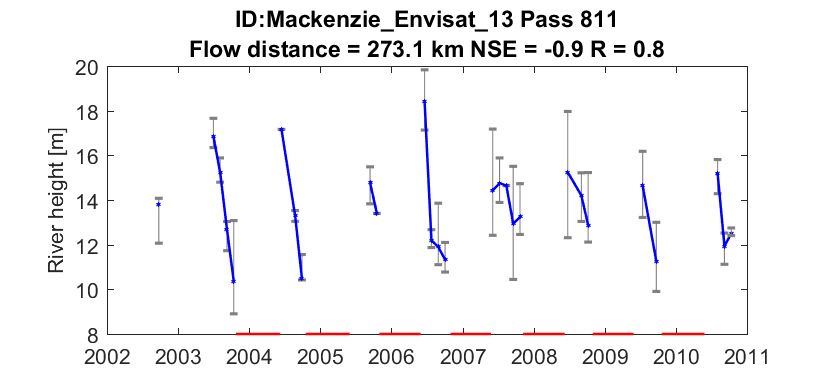 ID:Mackenzie_Envisat_13 Pass 811
Flow distance = 273.1 km NSE = -0.9 R = 0.8
River height [m]
20
18
16
14
12
10
8
2002 2003 2004 2005 2006 2007 2008 2009 2010 2011